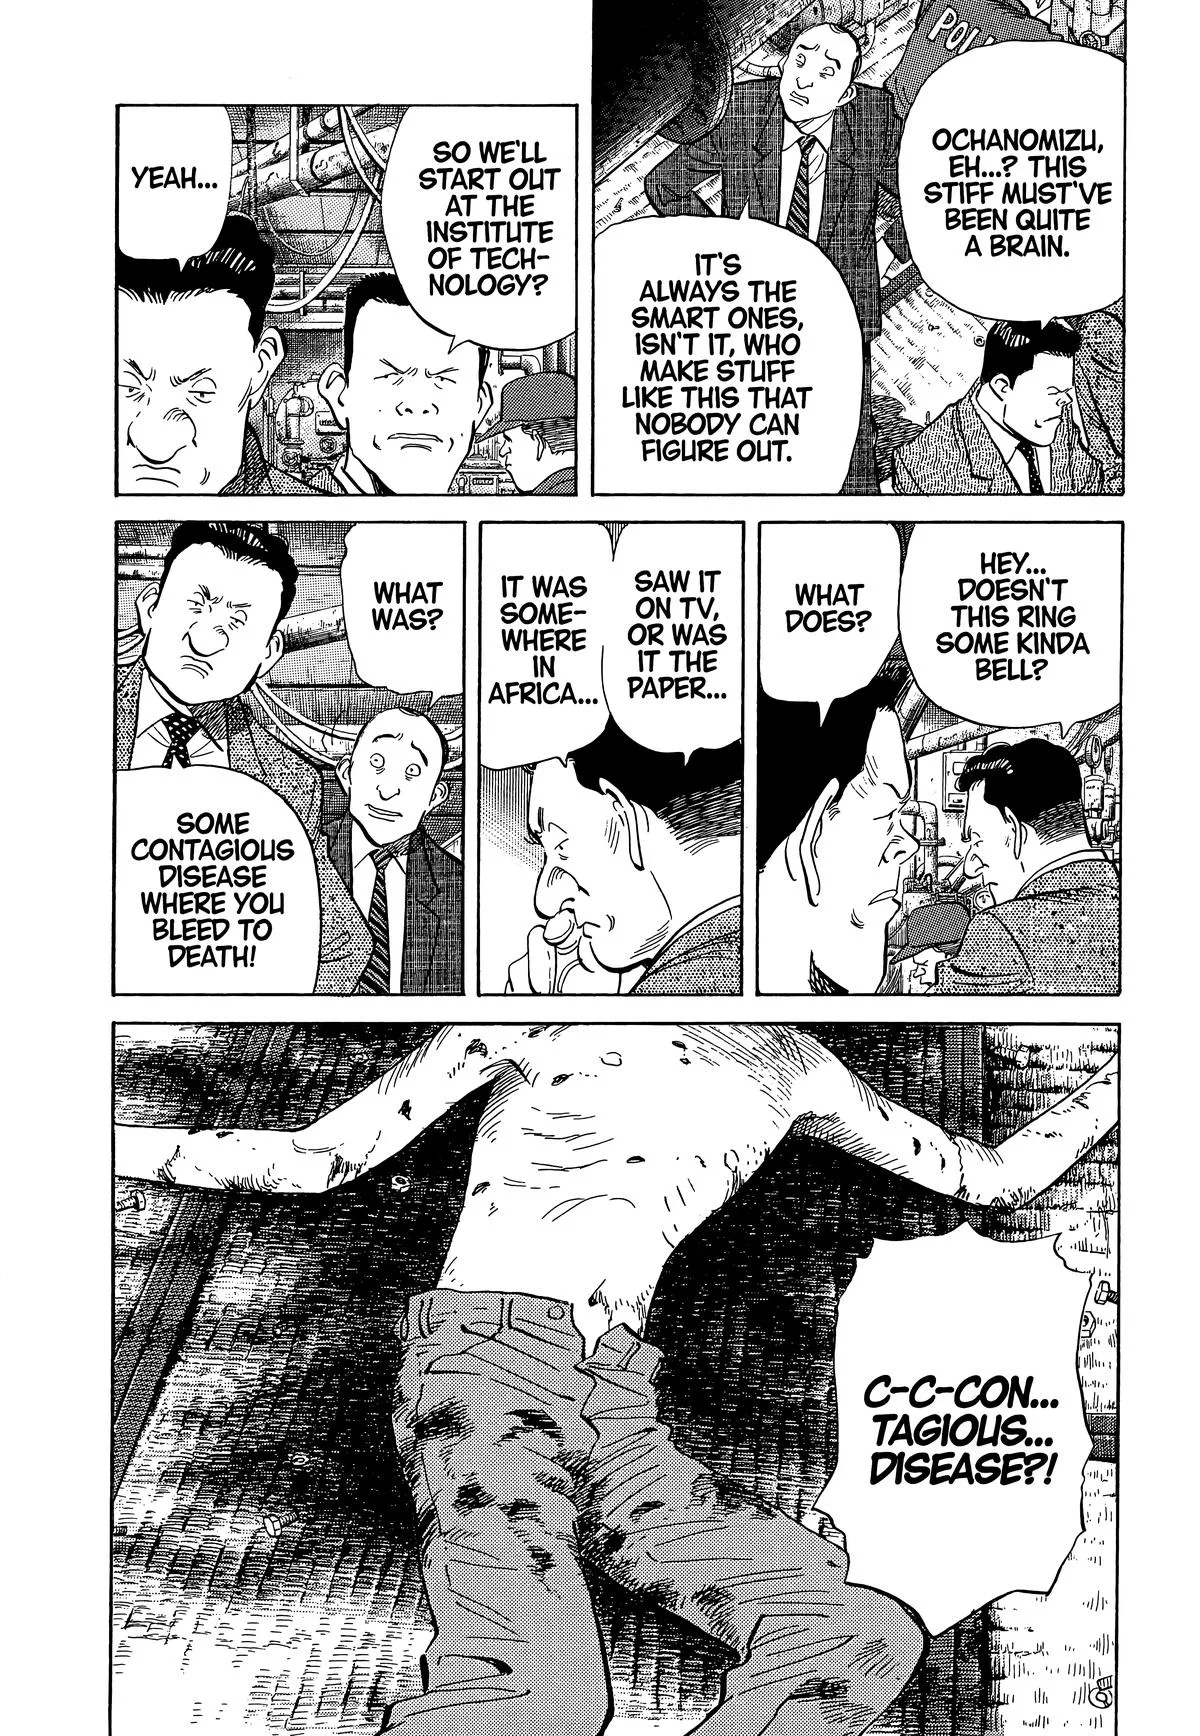 POLI
OCHANOMIZU,
EH...? THIS
STIFF MUST'VE
BEEN QUITE
A BRAIN.
IT'S
ALWAYS THE
SMART ONES,
ISN'T IT, WHO
MAKE STUFF
LIKE THIS THAT
NOBODY CAN
FIGURE OUT.
SO WE'LL
START OUT
AT THE
INSTITUTE
OF TECH-
NOLOGY?
YEAH...
HEY...
DOESN'T
THIS RING
SOME KINDA
BELL?
WHAT
DOES?
SAW IT
ON TV,
OR WAS
IT THE
PAPER...
IT WAS
SOME-
WHERE
IN
AFRICA...
WHAT
WAS?
SOME
CONTAGIOUS
DISEASE
WHERE YOU
BLEED TO
DEATH!
C-C-CON...
TAGIOUS...
DISEASE?!